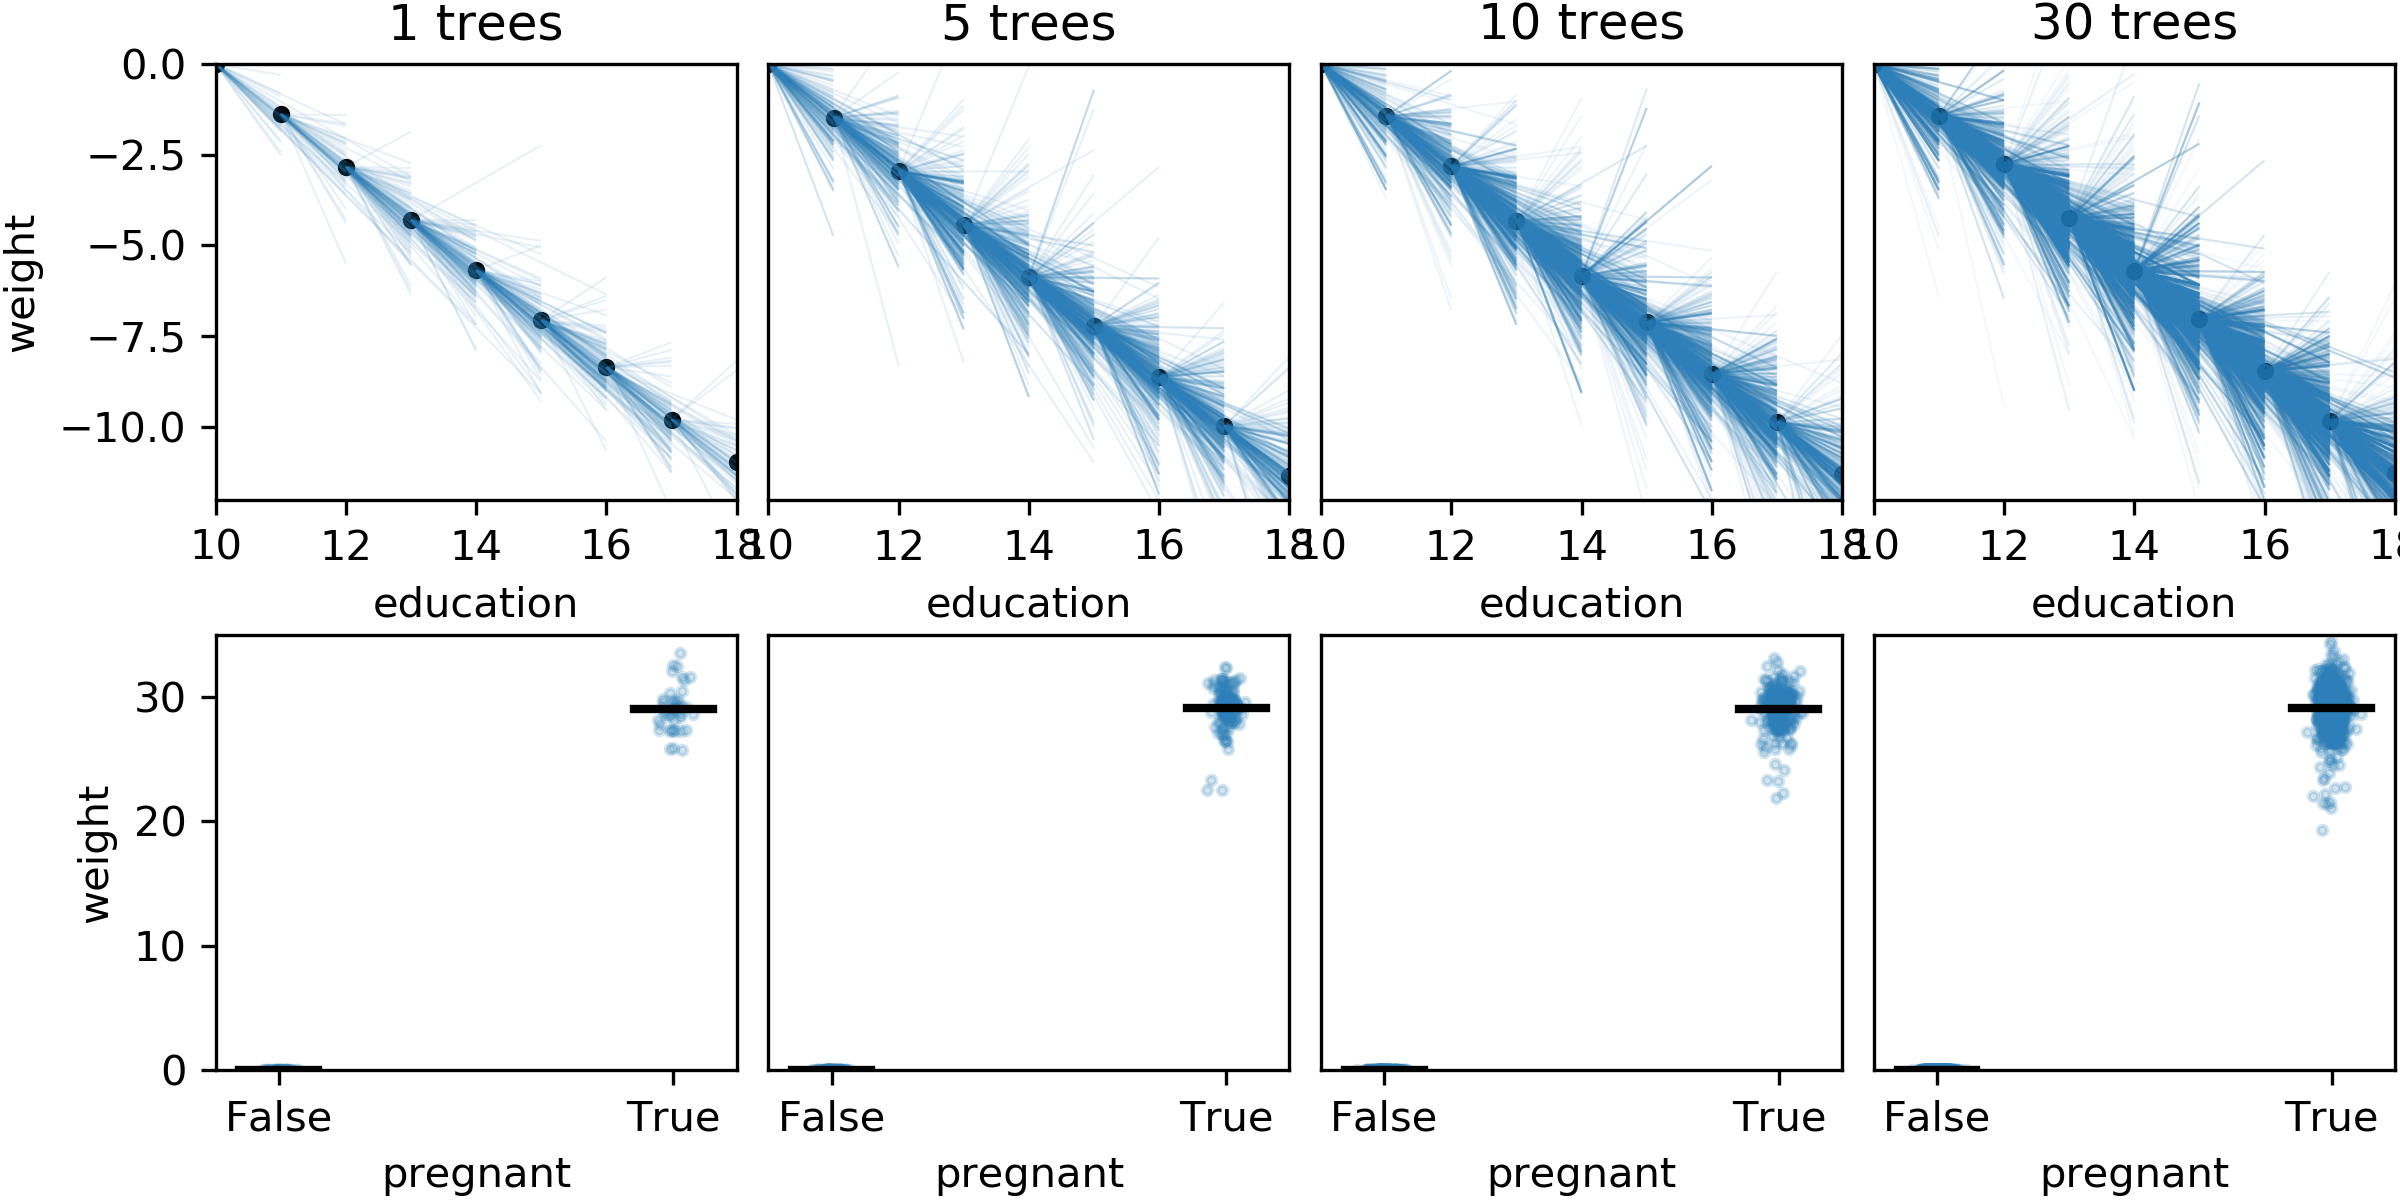 1 trees 5 trees 10 trees 30 trees
0.0
−2.5
−5.0
−7.5
−10.0
weight
10 12 14 16 18 10 12 14 16 18 10 12 14 16 18 10 12 14 16 18
education education education education
30
20
10
0
weight
False True False True False True False True
pregnant pregnant pregnant pregnant